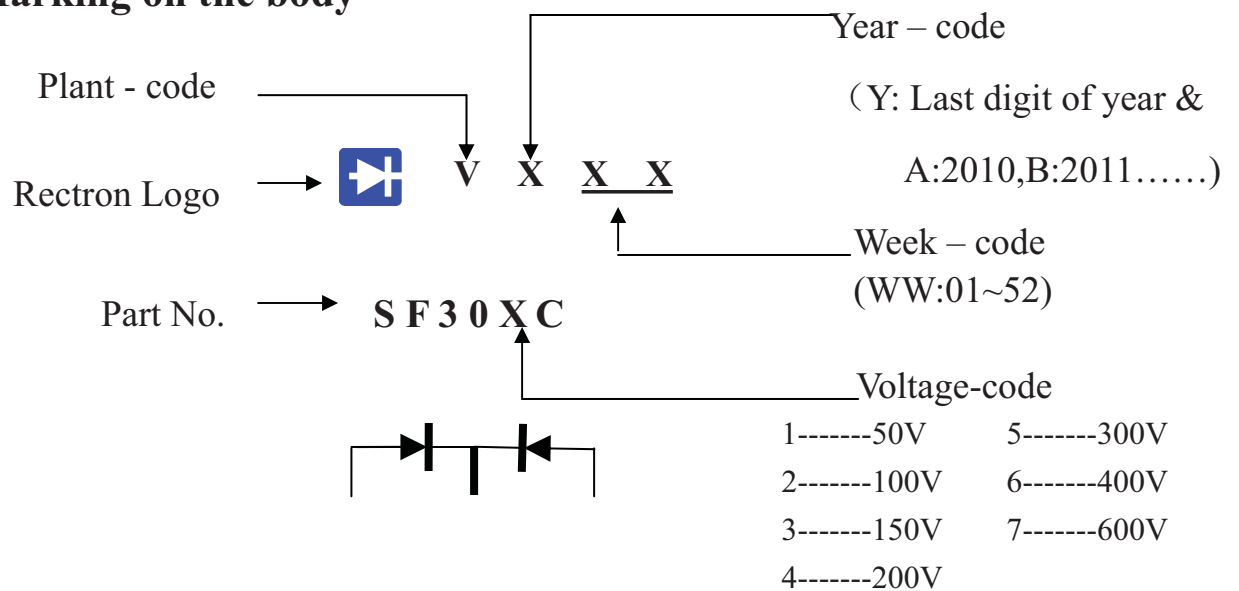 on the body
Year – code
Plant - code
（Y: Last digit of year &
V X X X
A:2010,B:2011……)
Rectron Logo
Week – code
(WW:01~52)
Part No.
S F 3 0 X C
Voltage-code
1-------50V 5-------300V
2-------100V 6-------400V
3-------150V 7-------600V
4-------200V